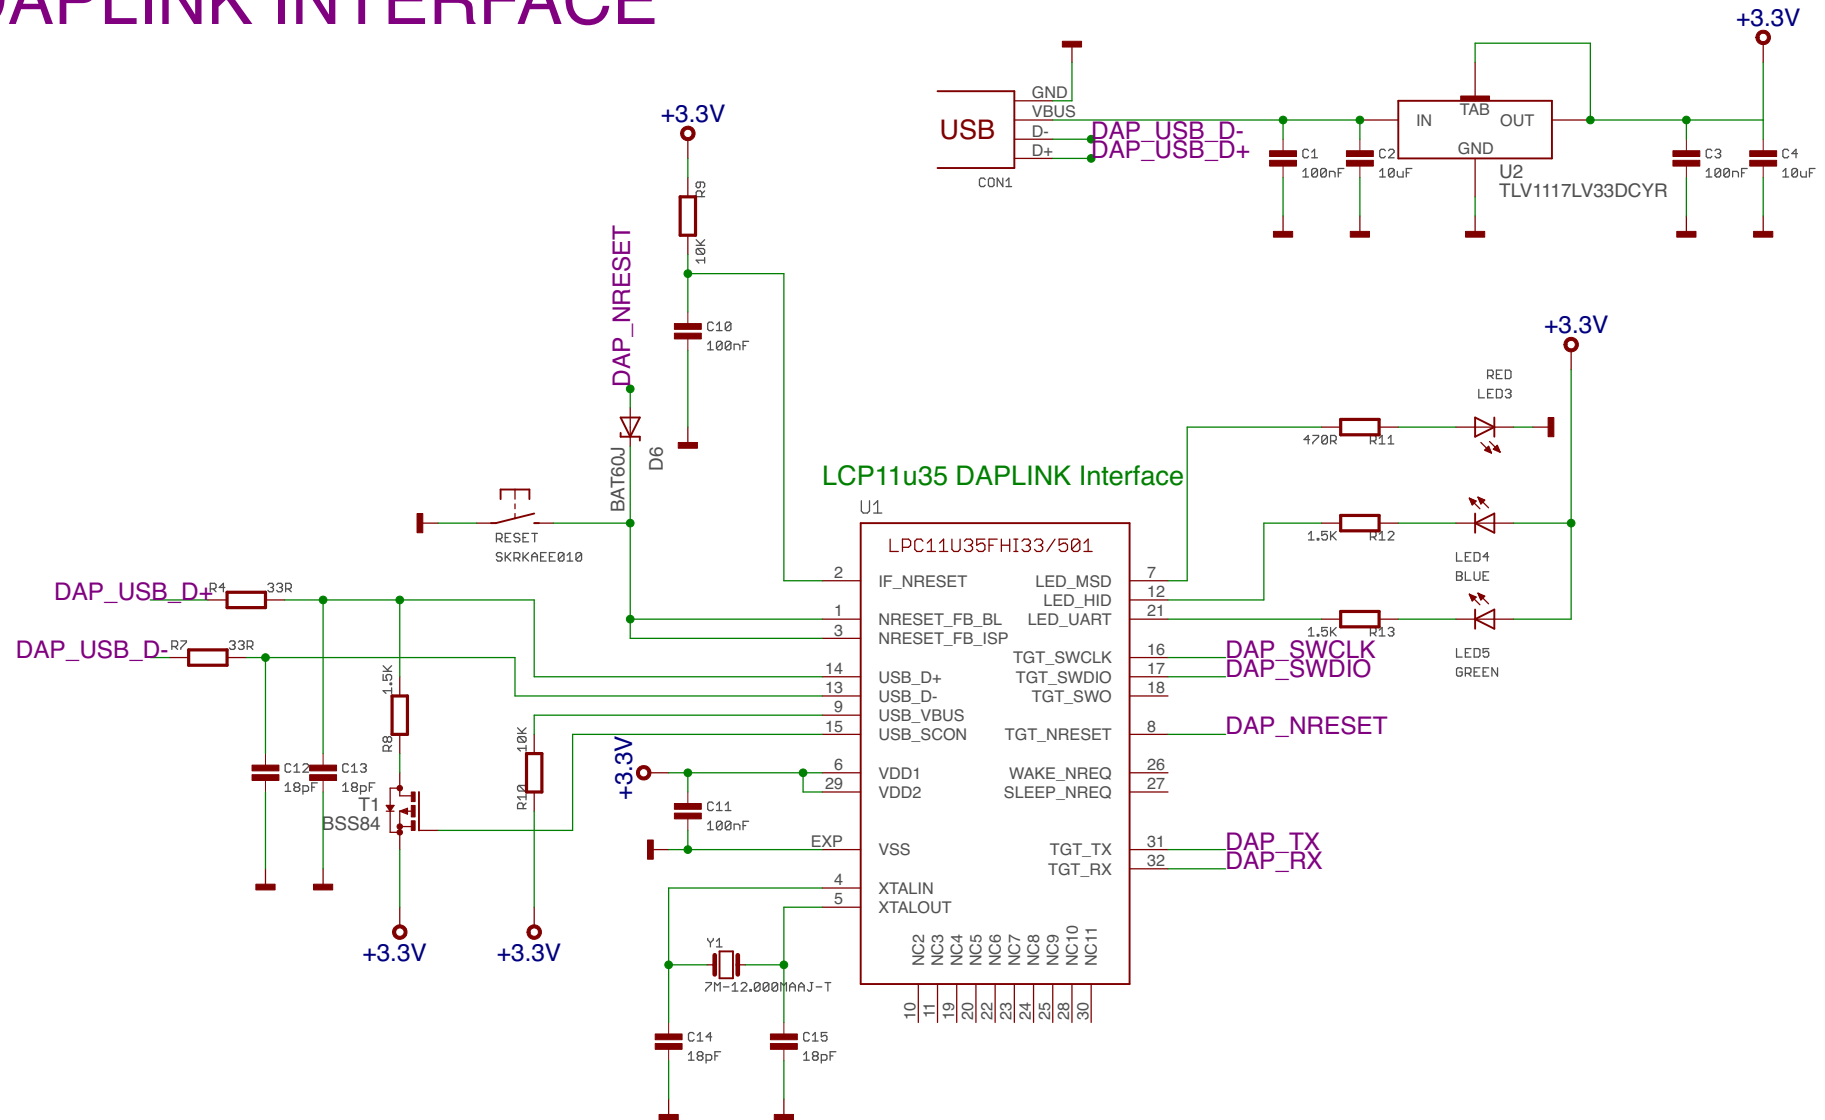 DAPLINK INTERFACE
+3.3V
GND
VBUS
USB
D-
D+
DAP_USB_D-
DAP_USB_D+
CON1
C1
100nF
C2
10uF
IN
TAB
OUT
GND
U2
TLV1117LV33DCYR
C3
100nF
C4
10uF
+3.3V
R9
10K
DAP_NRESET
C10
100nF
BAT60J
D6
RESET
SKRKAEE010
+3.3V
RED
LED3
470R
R11
1.5K
R12
LED4
BLUE
1.5K
R13
LED5
GREEN
LCP11u35 DAPLINK Interface
U1
LPC11U35FHI33/501
2
IF_NRESET
1
NRESET_FB_BL
3
NRESET_FB_ISP
14
USB_D+
13
USB_D-
9
USB_VBUS
15
USB_SCON
6
VDD1
29
VDD2
EXP
VSS
4
XTALIN
5
XTALOUT
LED_MSD
7
LED_HID
12
LED_UART
21
TGT_SWCLK
16
DAP_SWCLK
TGT_SWDIO
17
DAP_SWDIO
TGT_SWO
18
TGT_NRESET
8
DAP_NRESET
WAKE_NREQ
26
SLEEP_NREQ
27
TGT_TX
31
DAP_TX
TGT_RX
32
DAP_RX
NC2
NC3
NC4
NC5
NC6
NC7
NC8
NC9
NC10
NC11
10
11
19
20
22
23
24
25
28
30
DAP_USB_D+
R4
33R
DAP_USB_D-
R7
33R
1.5K
R8
C12
18pF
C13
18pF
T1
BSS84
10K
R10
+3.3V
+3.3V
+3.3V
C11
100nF
Y1
7M-12.000MAAJ-T
C14
18pF
C15
18pF